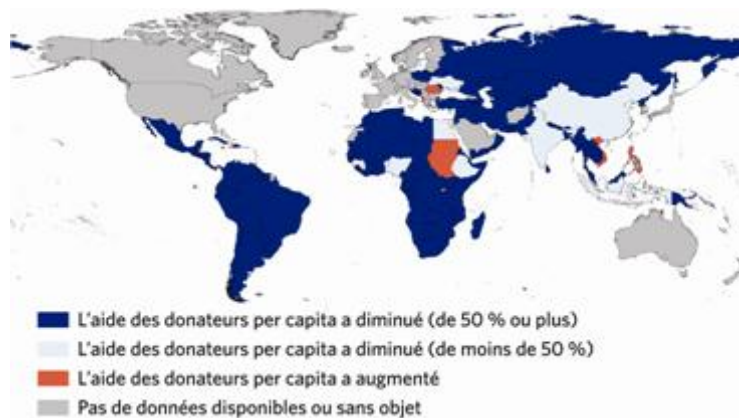 L'aide des donateurs per capita a diminué (de 50 % ou plus)
L'aide des donateurs per capita a diminué (de moins de 50 %)
L'aide des donateurs per capita a augmenté
Pas de données disponibles ou sans objet